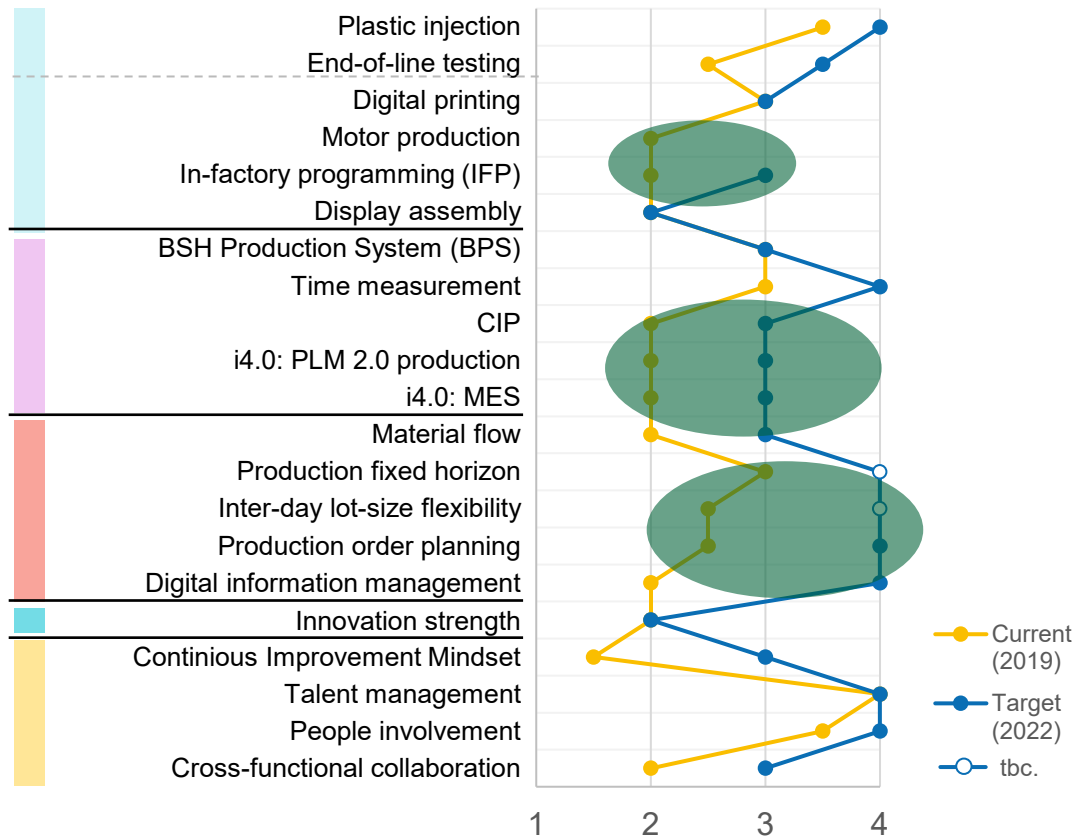 Plastic injection
End-of-line testing
Digital printing
Motor production
In-factory programming (IFP)
Display assembly
BSH Production System (BPS)
Time measurement
CIP
i4.0: PLM 2.0 production
i4.0: MES
Material flow
Production fixed horizon
Inter-day lot-size flexibility
Production order planning
Digital information management
Innovation strength
Continious Improvement Mindset
Talent management
People involvement
Cross-functional collaboration
Current
(2019)
Target
(2022)
tbc.
1 2 3 4